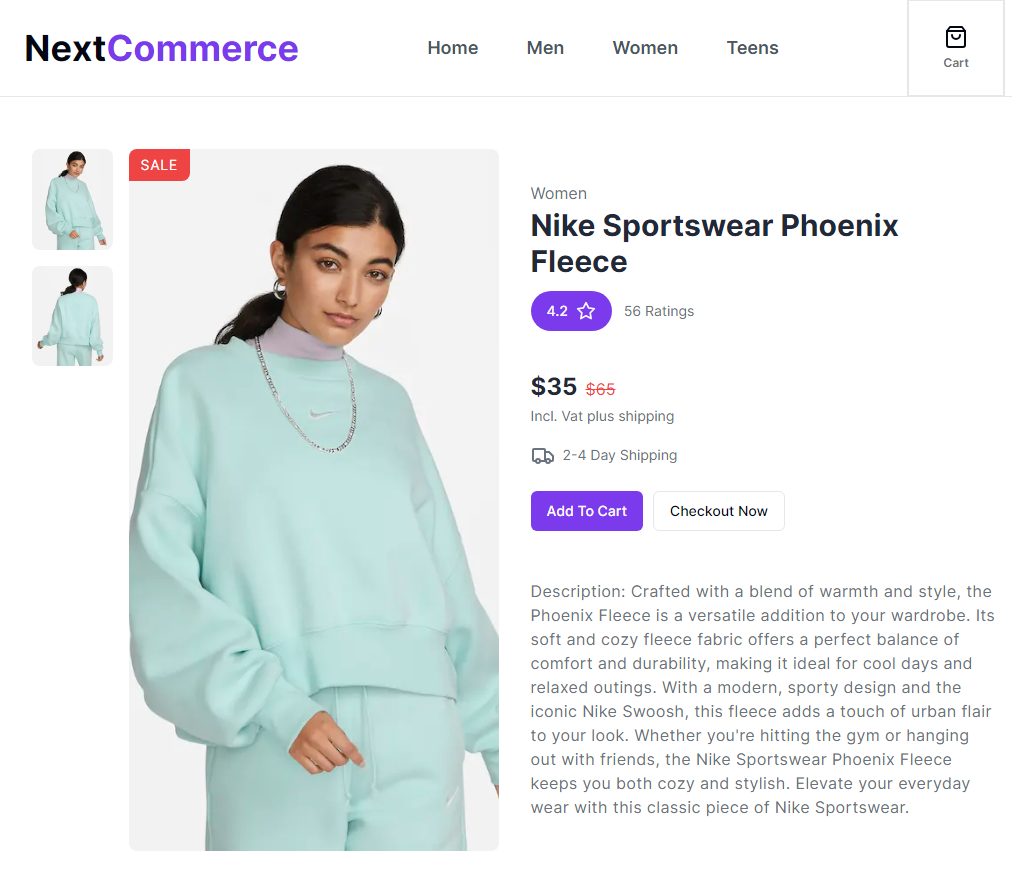 NextCommerce
Home
Men
Women
Teens
Cart
SALE
Women
Nike Sportswear Phoenix
Fleece
4.2
56 Ratings
$35 $65
Incl. Vat plus shipping
2-4 Day Shipping
Add To Cart
Checkout Now
Description: Crafted with a blend of warmth and style, the
Phoenix Fleece is a versatile addition to your wardrobe. Its
soft and cozy fleece fabric offers a perfect balance of
comfort and durability, making it ideal for cool days and
relaxed outings. With a modern, sporty design and the
iconic Nike Swoosh, this fleece adds a touch of urban flair
to your look. Whether you're hitting the gym or hanging
out with friends, the Nike Sportswear Phoenix Fleece
keeps you both cozy and stylish. Elevate your everyday
wear with this classic piece of Nike Sportswear.